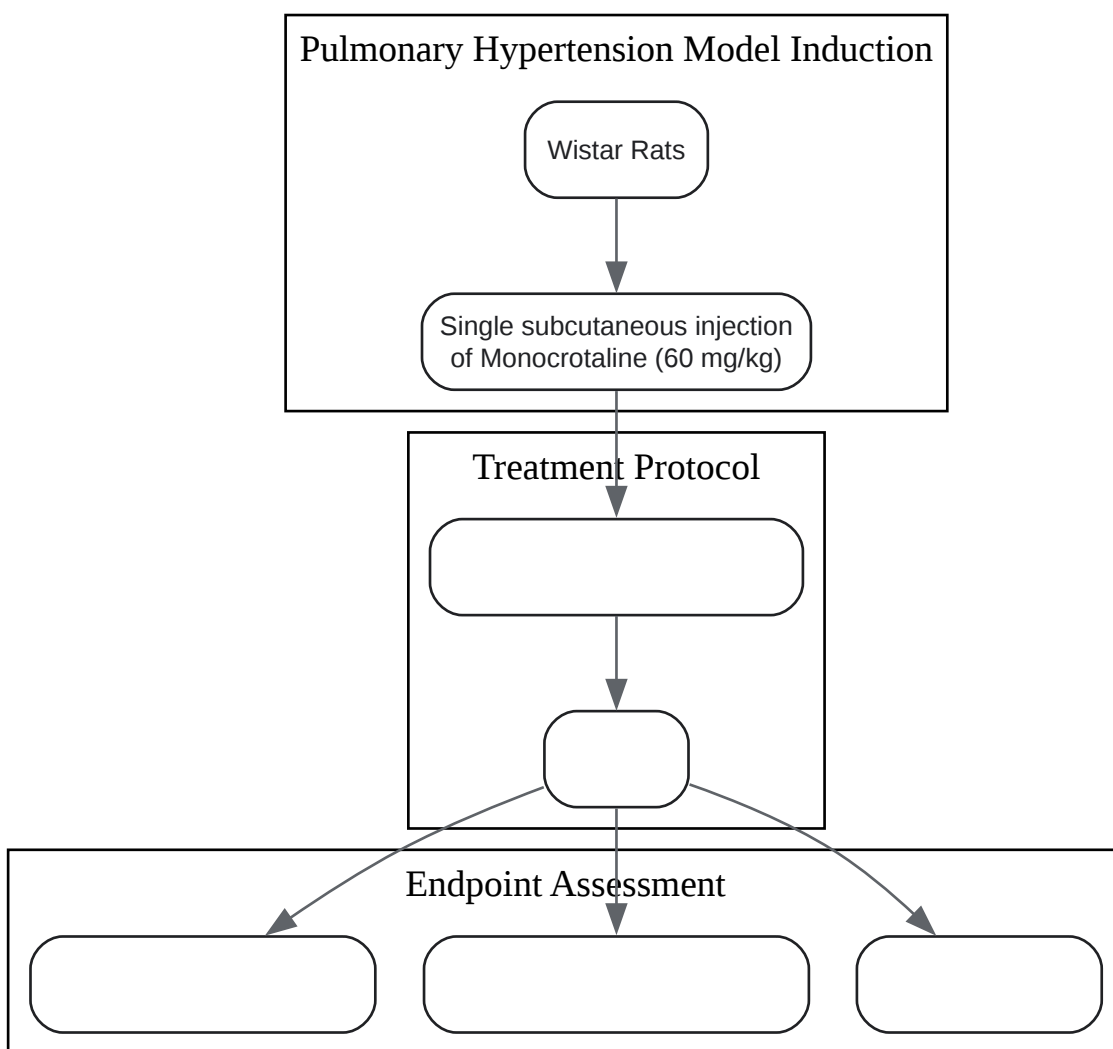 Pulmonary Hypertension Model Induction
Wistar Rats
Single subcutaneous injection
of Monocrotaline (60 mg/kg)
Treatment Protocol
Endpoint Assessment